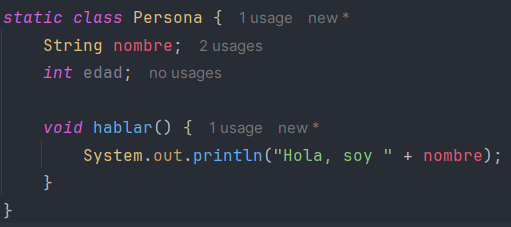 static class Persona { 1 usage new *
String nombre; 2 usages
int edad; no usages
void hablar() { 1 usage new *
System.out.println("Hola, soy " + nombre);
}
}